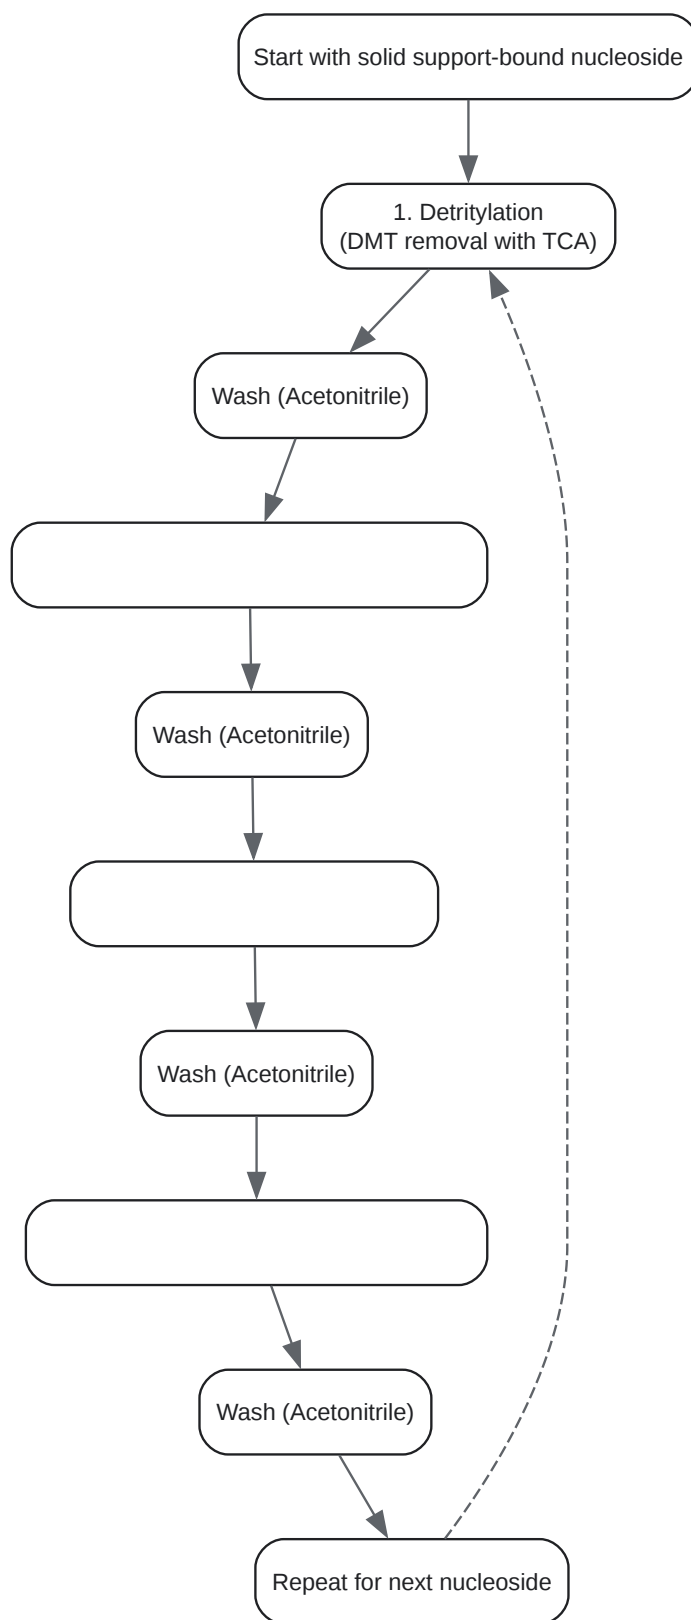 Start with solid support-bound nucleoside
1. Detritylation
(DMT removal with TCA)
Wash (Acetonitrile)
Wash (Acetonitrile)
Wash (Acetonitrile)
Wash (Acetonitrile)
Repeat for next nucleoside